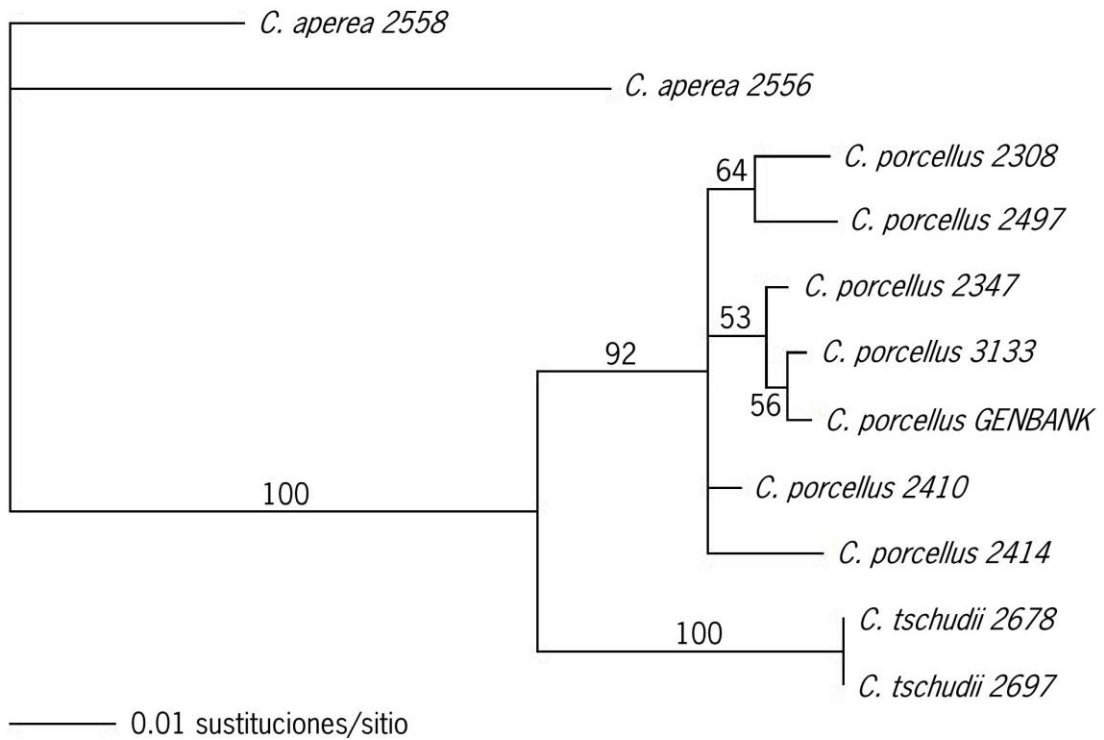 C. aperea 2558
C. aperea 2556
C. porcellus 2308
64
C. porcellus 2497
C. porcellus 2347
53
C. porcellus 3133
92
56
C. porcellus GENBANK
C. porcellus 2410
100
C. porcellus 2414
C. tschudii 2678
100
C. tschudii 2697
0.01 sustituciones/sitio